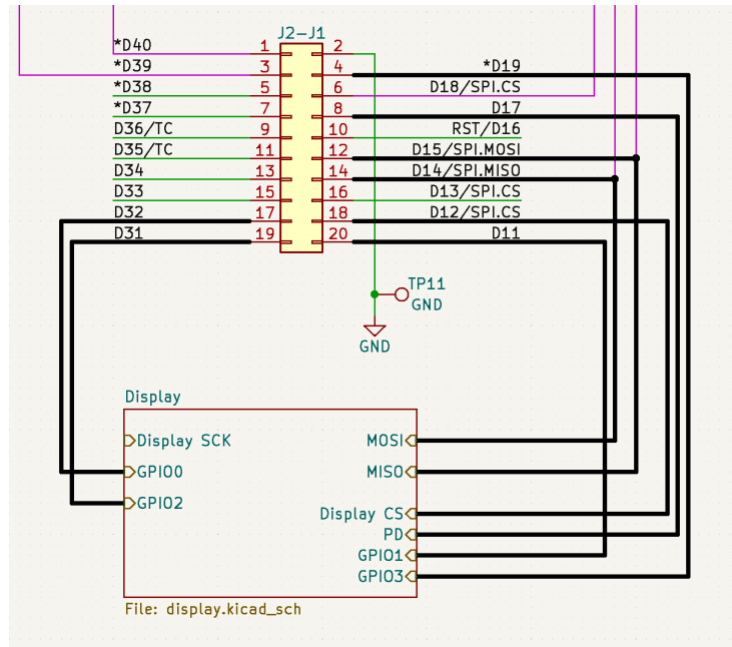 J2-J1
*D40 1 2
*D39 3 4 *D19
*D38 5 6 D18/SPI.CS
*D37 7 8 D17
D36/TC 9 10 RST/D16
D35/TC 11 12 D15/SPI.MOSI
D34 13 14 D14/SPI.MISO
D33 15 16 D13/SPI.CS
D32 17 18 D12/SPI.CS
D31 19 20 D11
TP11
GND
GND
Display
Display SCK MOSI
GPIO0 MISO
GPIO2 Display CS
PD
GPIO1
GPIO3
File: display.kicad_sch